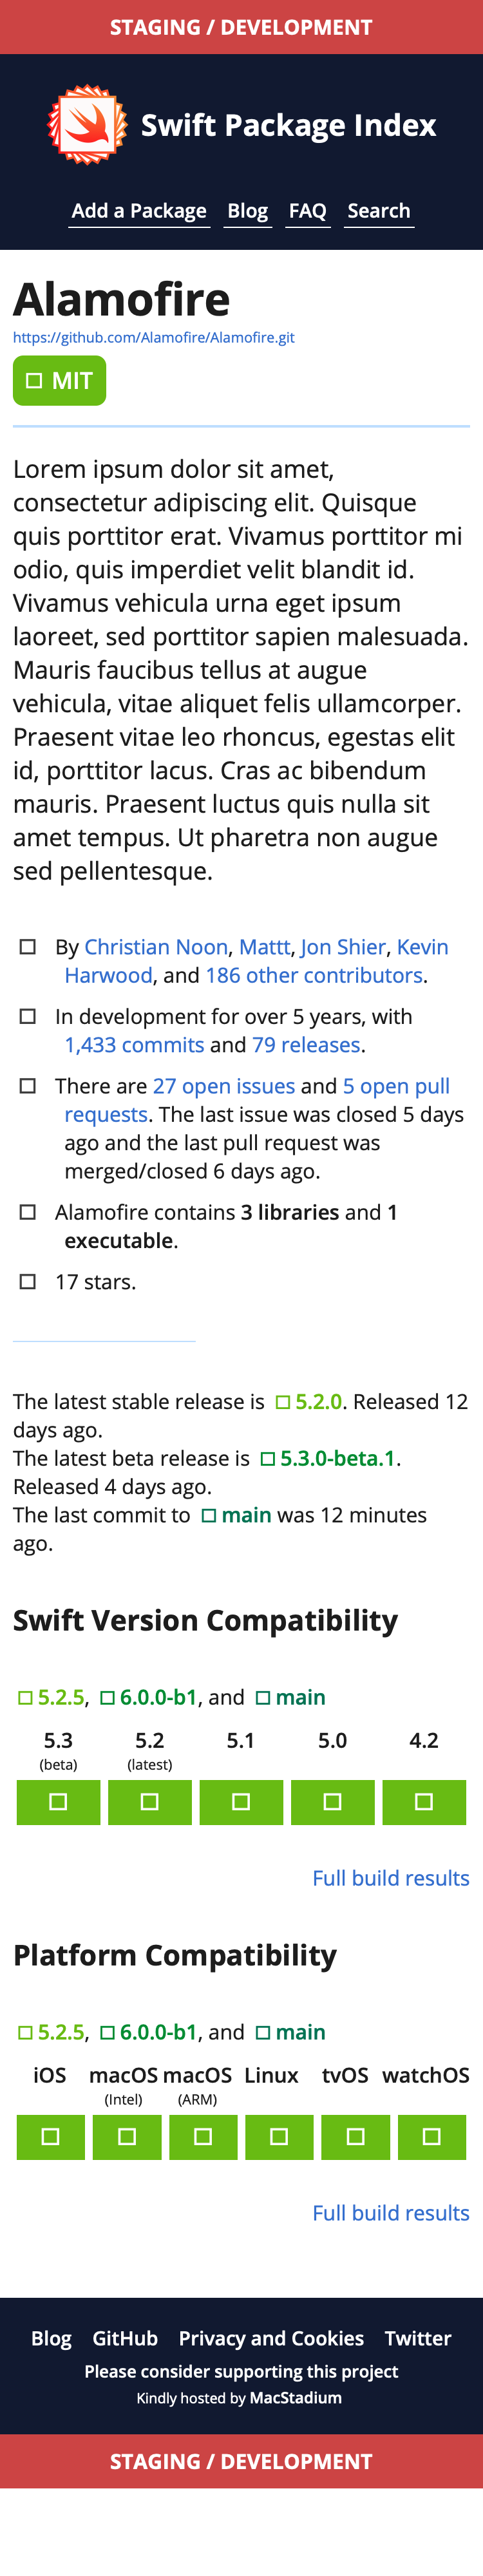 STAGING / DEVELOPMENT
Swift Package Index
Add a Package Blog FAQ Search
Alamofire
https://github.com/Alamofire/Alamofire.git
MIT
Lorem ipsum dolor sit amet,
consectetur adipiscing elit. Quisque
quis porttitor erat. Vivamus porttitor mi
odio, quis imperdiet velit blandit id.
Vivamus vehicula urna eget ipsum
laoreet, sed porttitor sapien malesuada.
Mauris faucibus tellus at augue
vehicula, vitae aliquet felis ullamcorper.
Praesent vitae leo rhoncus, egestas elit
id, porttitor lacus. Cras ac bibendum
mauris. Praesent luctus quis nulla sit
amet tempus. Ut pharetra non augue
sed pellentesque.
By Christian Noon, Mattt, Jon Shier, Kevin
Harwood, and 186 other contributors.
In development for over 5 years, with
1,433 commits and 79 releases.
There are 27 open issues and 5 open pull
requests. The last issue was closed 5 days
ago and the last pull request was
merged/closed 6 days ago.
Alamofire contains 3 libraries and 1
executable.
17 stars.
The latest stable release is 5.2.0. Released 12
days ago.
The latest beta release is 5.3.0-beta.1.
Released 4 days ago.
The last commit to main was 12 minutes
ago.
Swift Version Compatibility
5.2.5, 6.0.0-b1, and main
5.3 5.2 5.1 5.0 4.2
(beta) (latest)
Full build results
Platform Compatibility
5.2.5, 6.0.0-b1, and main
iOS macOS macOS Linux tvOS watchOS
(Intel) (ARM)
Full build results
Blog GitHub Privacy and Cookies Twitter
Please consider supporting this project
Kindly hosted by MacStadium
STAGING / DEVELOPMENT